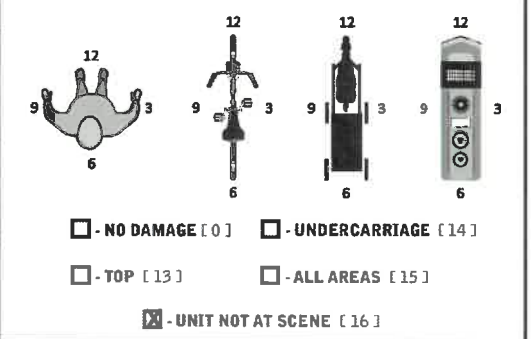 12 12 12 12
9 3 9 3 9 3 9 3
6 6 6 6
- NO DAMAGE [ 0 ] - UNDERCARRIAGE [ 14 ]
- TOP [ 13 ] - ALL AREAS [ 15 ]
X - UNIT NOT AT SCENE [ 16 ]